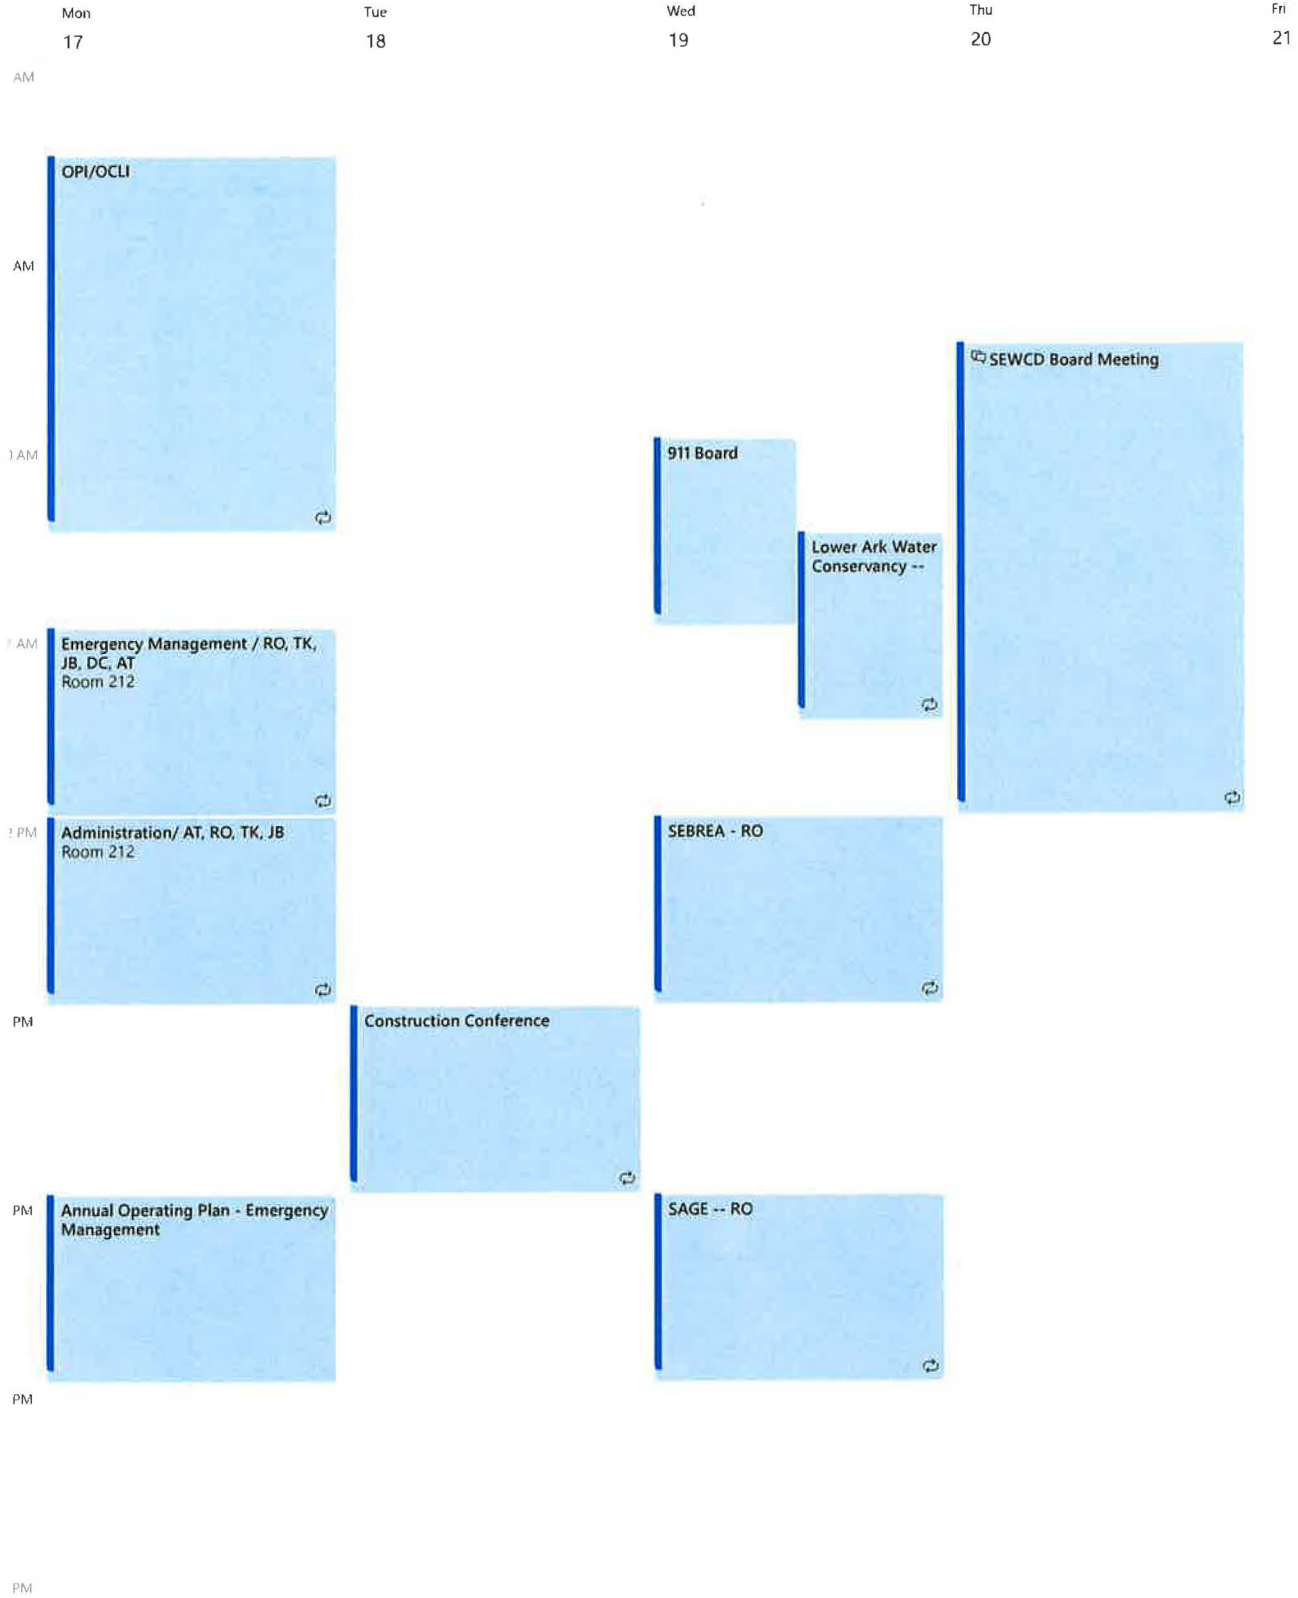 Mon
Tue
Wed
Thu
Fri
17
18
19
20
21
AM
OPI/OCLI
AM
SEWCD Board Meeting
AM
911 Board
Lower Ark Water
Conservancy --
AM
Emergency Management / RO, TK,
JB, DC, AT
Room 212
PM
Administration/ AT, RO, TK, JB
Room 212
SEBREA - RO
PM
Construction Conference
PM
Annual Operating Plan - Emergency
Management
SAGE -- RO
PM
PM